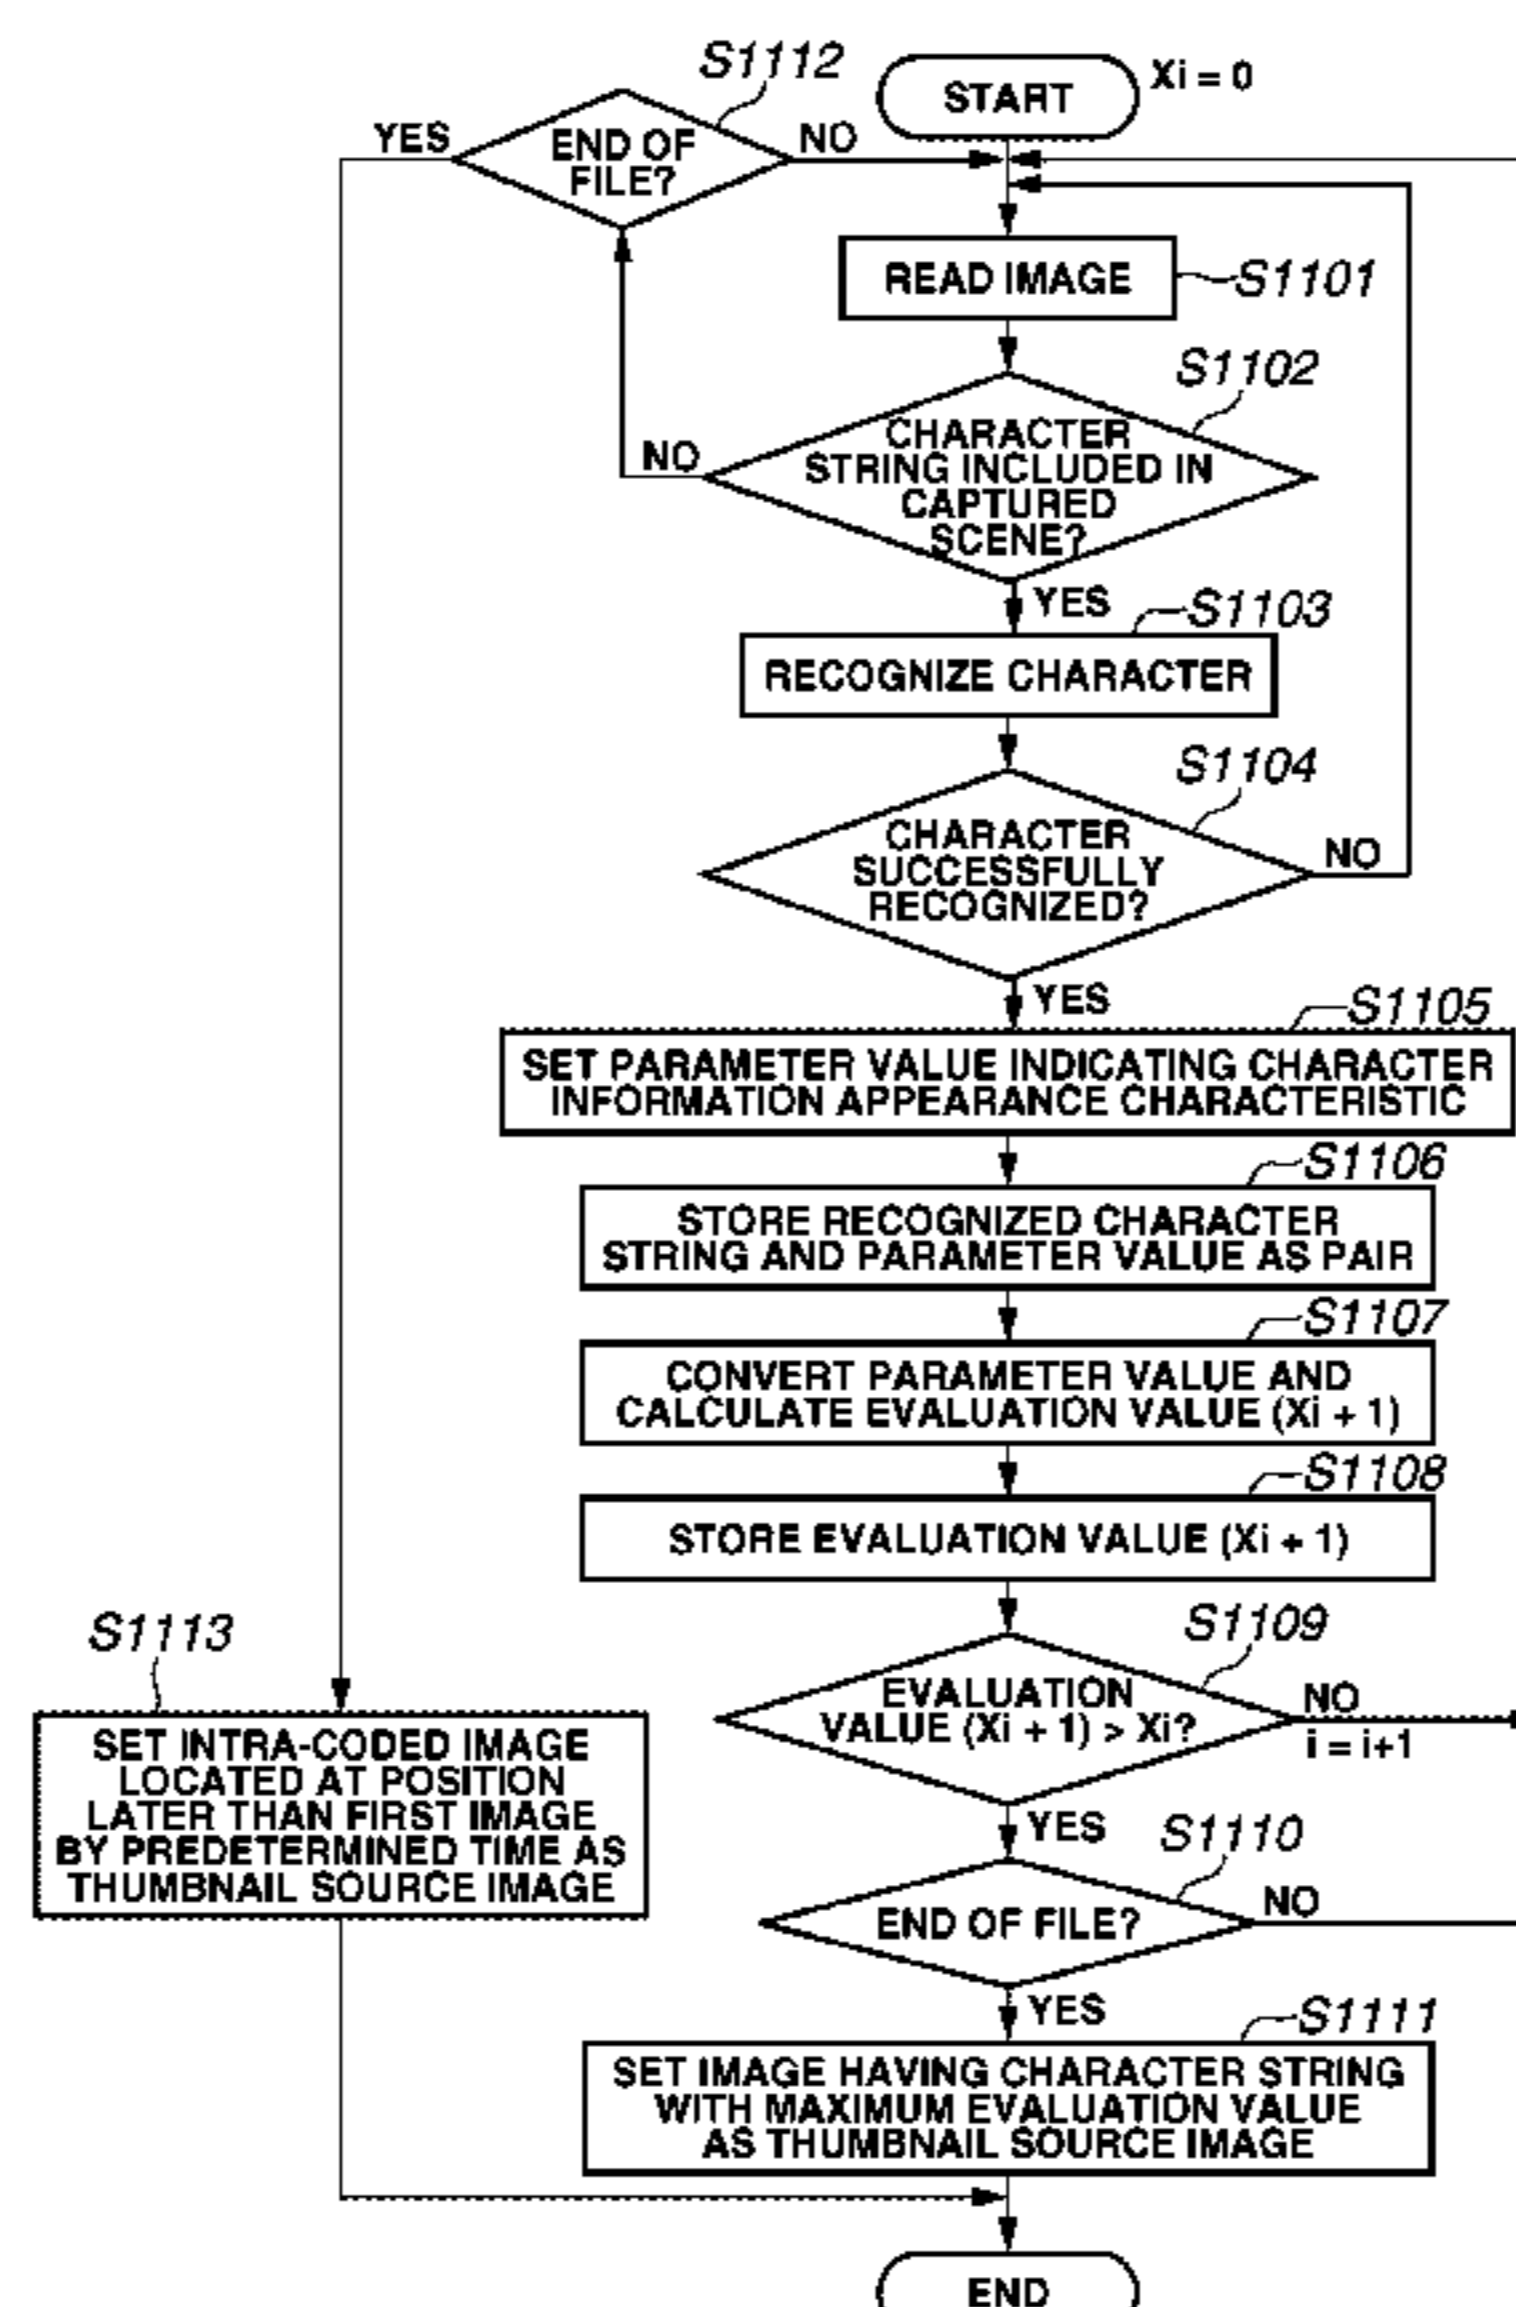 S1112
START
Xi = 0
YES
END OF
FILE?
NO
READ IMAGE
S1101
S1102
CHARACTER
STRING INCLUDED IN
CAPTURED
SCENE?
NO
YES
S1103
RECOGNIZE CHARACTER
S1104
CHARACTER
SUCCESSFULLY
RECOGNIZED?
NO
YES
S1105
SET PARAMETER VALUE INDICATING CHARACTER
INFORMATION APPEARANCE CHARACTERISTIC
S1106
STORE RECOGNIZED CHARACTER
STRING AND PARAMETER VALUE AS PAIR
S1107
CONVERT PARAMETER VALUE AND
CALCULATE EVALUATION VALUE (Xi + 1)
S1108
STORE EVALUATION VALUE (Xi + 1)
S1109
EVALUATION
VALUE (Xi + 1) > Xi?
NO
i = i+1
YES
S1113
SET INTRA-CODED IMAGE
LOCATED AT POSITION
LATER THAN FIRST IMAGE
BY PREDETERMINED TIME AS
THUMBNAIL SOURCE IMAGE
S1110
END OF FILE?
NO
YES
S1111
SET IMAGE HAVING CHARACTER STRING
WITH MAXIMUM EVALUATION VALUE
AS THUMBNAIL SOURCE IMAGE
END